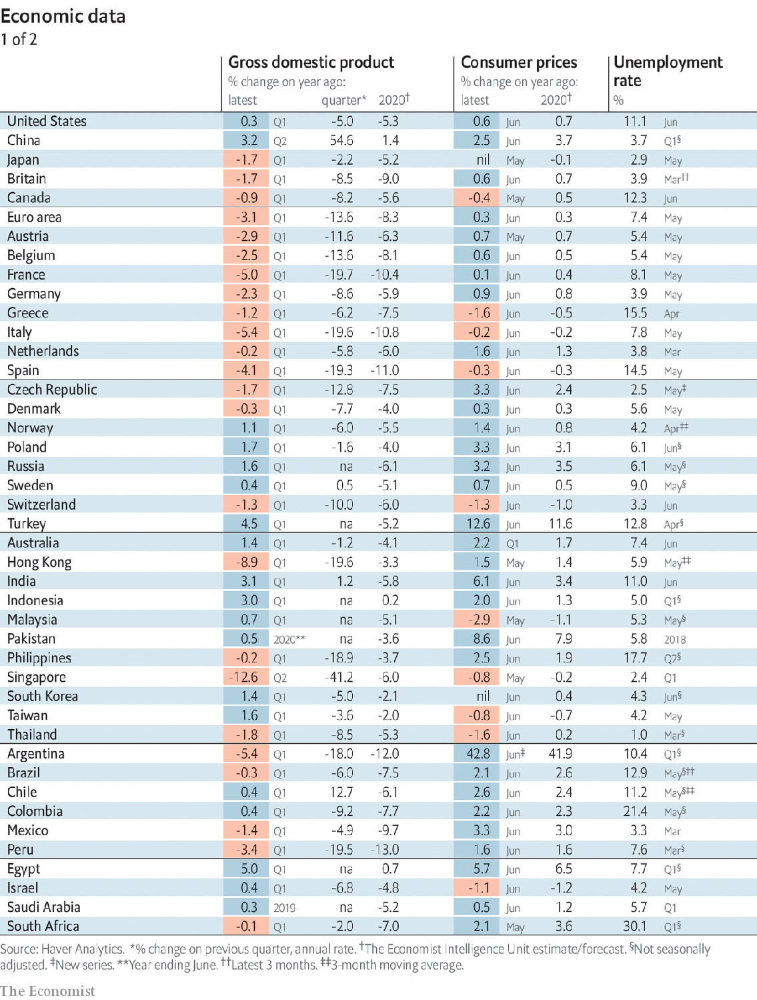 Economic data
1 of 2
Gross domestic product Consumer prices Unemployment
% change on year ago: % change on year ago: rate
latest quarter* 2020† latest 2020† %
United States 0.3 Q1 -5.0 -5.3 0.6 Jun 0.7 11.1 Jun
China 3.2 Q2 54.6 1.4 2.5 Jun 3.7 3.7 Q1§
Japan -1.7 Q1 -2.2 -5.2 nil May -0.1 2.9 May
Britain -1.7 Q1 -8.5 -9.0 0.6 Jun 0.7 3.9 Mar††
Canada -0.9 Q1 -8.2 -5.6 -0.4 May 0.5 12.3 Jun
Euro area -3.1 Q1 -13.6 -8.3 0.3 Jun 0.3 7.4 May
Austria -2.9 Q1 -11.6 -6.3 0.7 May 0.7 5.4 May
Belgium -2.5 Q1 -13.6 -8.1 0.6 Jun 0.5 5.4 May
France -5.0 Q1 -19.7 -10.4 0.1 Jun 0.4 8.1 May
Germany -2.3 Q1 -8.6 -5.9 0.9 Jun 0.8 3.9 May
Greece -1.2 Q1 -6.2 -7.5 -1.6 Jun -0.5 15.5 Apr
Italy -5.4 Q1 -19.6 -10.8 -0.2 Jun -0.2 7.8 May
Netherlands -0.2 Q1 -5.8 -6.0 1.6 Jun 1.3 3.8 Mar
Spain -4.1 Q1 -19.3 -11.0 -0.3 Jun -0.3 14.5 May
Czech Republic -1.7 Q1 -12.8 -7.5 3.3 Jun 2.4 2.5 May‡
Denmark -0.3 Q1 -7.7 -4.0 0.3 Jun 0.3 5.6 May
Norway 1.1 Q1 -6.0 -5.5 1.4 Jun 0.8 4.2 Apr‡‡
Poland 1.7 Q1 -1.6 -4.0 3.3 Jun 3.1 6.1 Jun§
Russia 1.6 Q1 na -6.1 3.2 Jun 3.5 6.1 May§
Sweden 0.4 Q1 0.5 -5.1 0.7 Jun 0.5 9.0 May§
Switzerland -1.3 Q1 -10.0 -6.0 -1.3 Jun -1.0 3.3 Jun
Turkey 4.5 Q1 na -5.2 12.6 Jun 11.6 12.8 Apr§
Australia 1.4 Q1 -1.2 -4.1 2.2 Q1 1.7 7.4 Jun
Hong Kong -8.9 Q1 -19.6 -3.3 1.5 May 1.4 5.9 May‡‡
India 3.1 Q1 1.2 -5.8 6.1 Jun 3.4 11.0 Jun
Indonesia 3.0 Q1 na 0.2 2.0 Jun 1.3 5.0 Q1§
Malaysia 0.7 Q1 na -5.1 -2.9 May -1.1 5.3 May§
Pakistan 0.5 2020** na -3.6 8.6 Jun 7.9 5.8 2018
Philippines -0.2 Q1 -18.9 -3.7 2.5 Jun 1.9 17.7 Q2§
Singapore -12.6 Q2 -41.2 -6.0 -0.8 May -0.2 2.4 Q1
South Korea 1.4 Q1 -5.0 -2.1 nil Jun 0.4 4.3 Jun§
Taiwan 1.6 Q1 -3.6 -2.0 -0.8 Jun -0.7 4.2 May
Thailand -1.8 Q1 -8.5 -5.3 -1.6 Jun 0.2 1.0 Mar§
Argentina -5.4 Q1 -18.0 -12.0 42.8 Jun‡ 41.9 10.4 Q1§
Brazil -0.3 Q1 -6.0 -7.5 2.1 Jun 2.6 12.9 May§‡‡
Chile 0.4 Q1 12.7 -6.1 2.6 Jun 2.4 11.2 May§‡‡
Colombia 0.4 Q1 -9.2 -7.7 2.2 Jun 2.3 21.4 May§
Mexico -1.4 Q1 -4.9 -9.7 3.3 Jun 3.0 3.3 Mar
Peru -3.4 Q1 -19.5 -13.0 1.6 Jun 1.6 7.6 Mar§
Egypt 5.0 Q1 na 0.7 5.7 Jun 6.5 7.7 Q1§
Israel 0.4 Q1 -6.8 -4.8 -1.1 Jun -1.2 4.2 May
Saudi Arabia 0.3 2019 na -5.2 0.5 Jun 1.2 5.7 Q1
South Africa -0.1 Q1 -2.0 -7.0 2.1 May 3.6 30.1 Q1§
Source: Haver Analytics. *% change on previous quarter, annual rate. †The Economist Intelligence Unit estimate/forecast. §Not seasonally
adjusted. ‡New series. **Year ending June. ††Latest 3 months. ‡‡3-month moving average.
The Economist